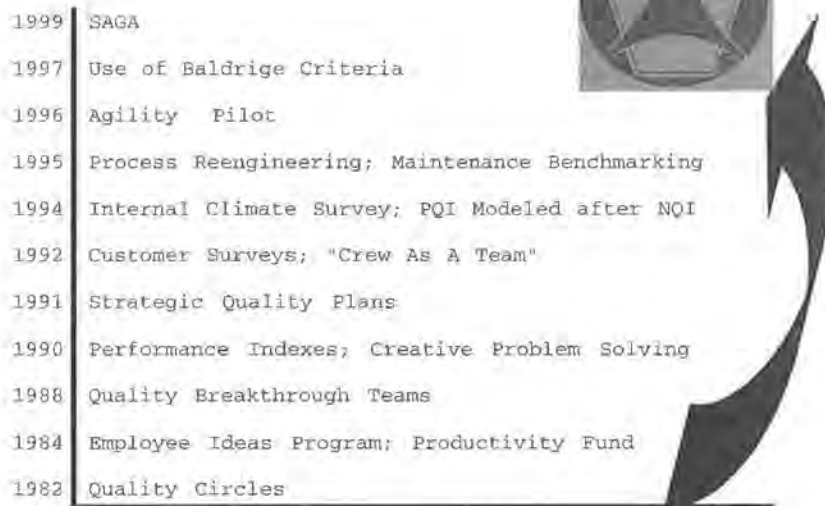 1999 SAGA
1997 Use of Baldrige Criteria
1996 Agility Pilot
1995 Process Reengineering; Maintenance Benchmarking
1994 Internal Climate Survey; PQI Modeled after NQI
1992 Customer Surveys; "Crew As A Team"
1991 Strategic Quality Plans
1990 Performance Indexes; Creative Problem Solving
1988 Quality Breakthrough Teams
1984 Employee Ideas Program; Productivity Fund
1982 Quality Circles